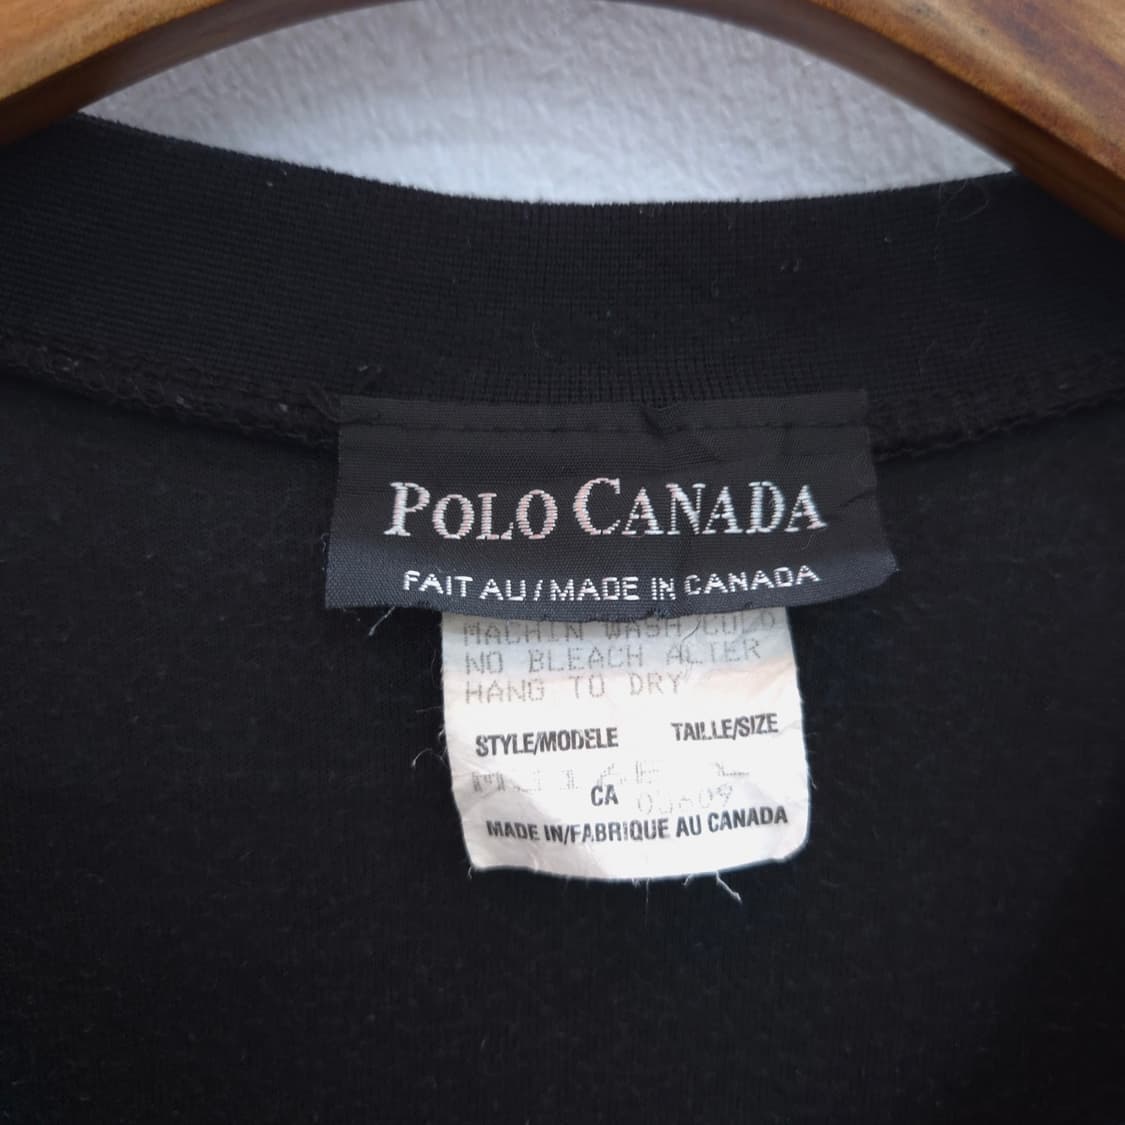 POLO CANADA
FAIT AU/MADE IN CANADA
MACHIN WASH/COLD
NO BLEACH ALTER
HANG TO DRY
STYLE/MODELE TAILLE/SIZE
L
CA
MADE IN/FABRIQUE AU CANADA